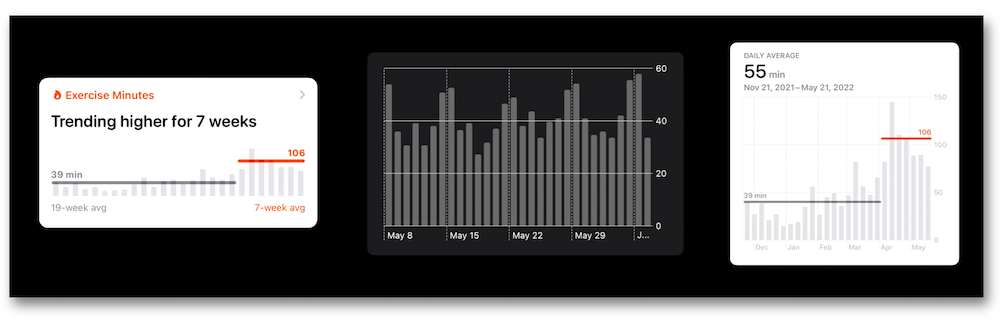 Exercise Minutes
Trending higher for 7 weeks
106
39 min
19-week avg
7-week avg
60
40
20
0
May 8
May 15
May 22
May 29
J...
DAILY AVERAGE
55 min
Nov 21, 2021–May 21, 2022
150
106
100
50
39 min
0
Dec
Jan
Feb
Mar
Apr
May